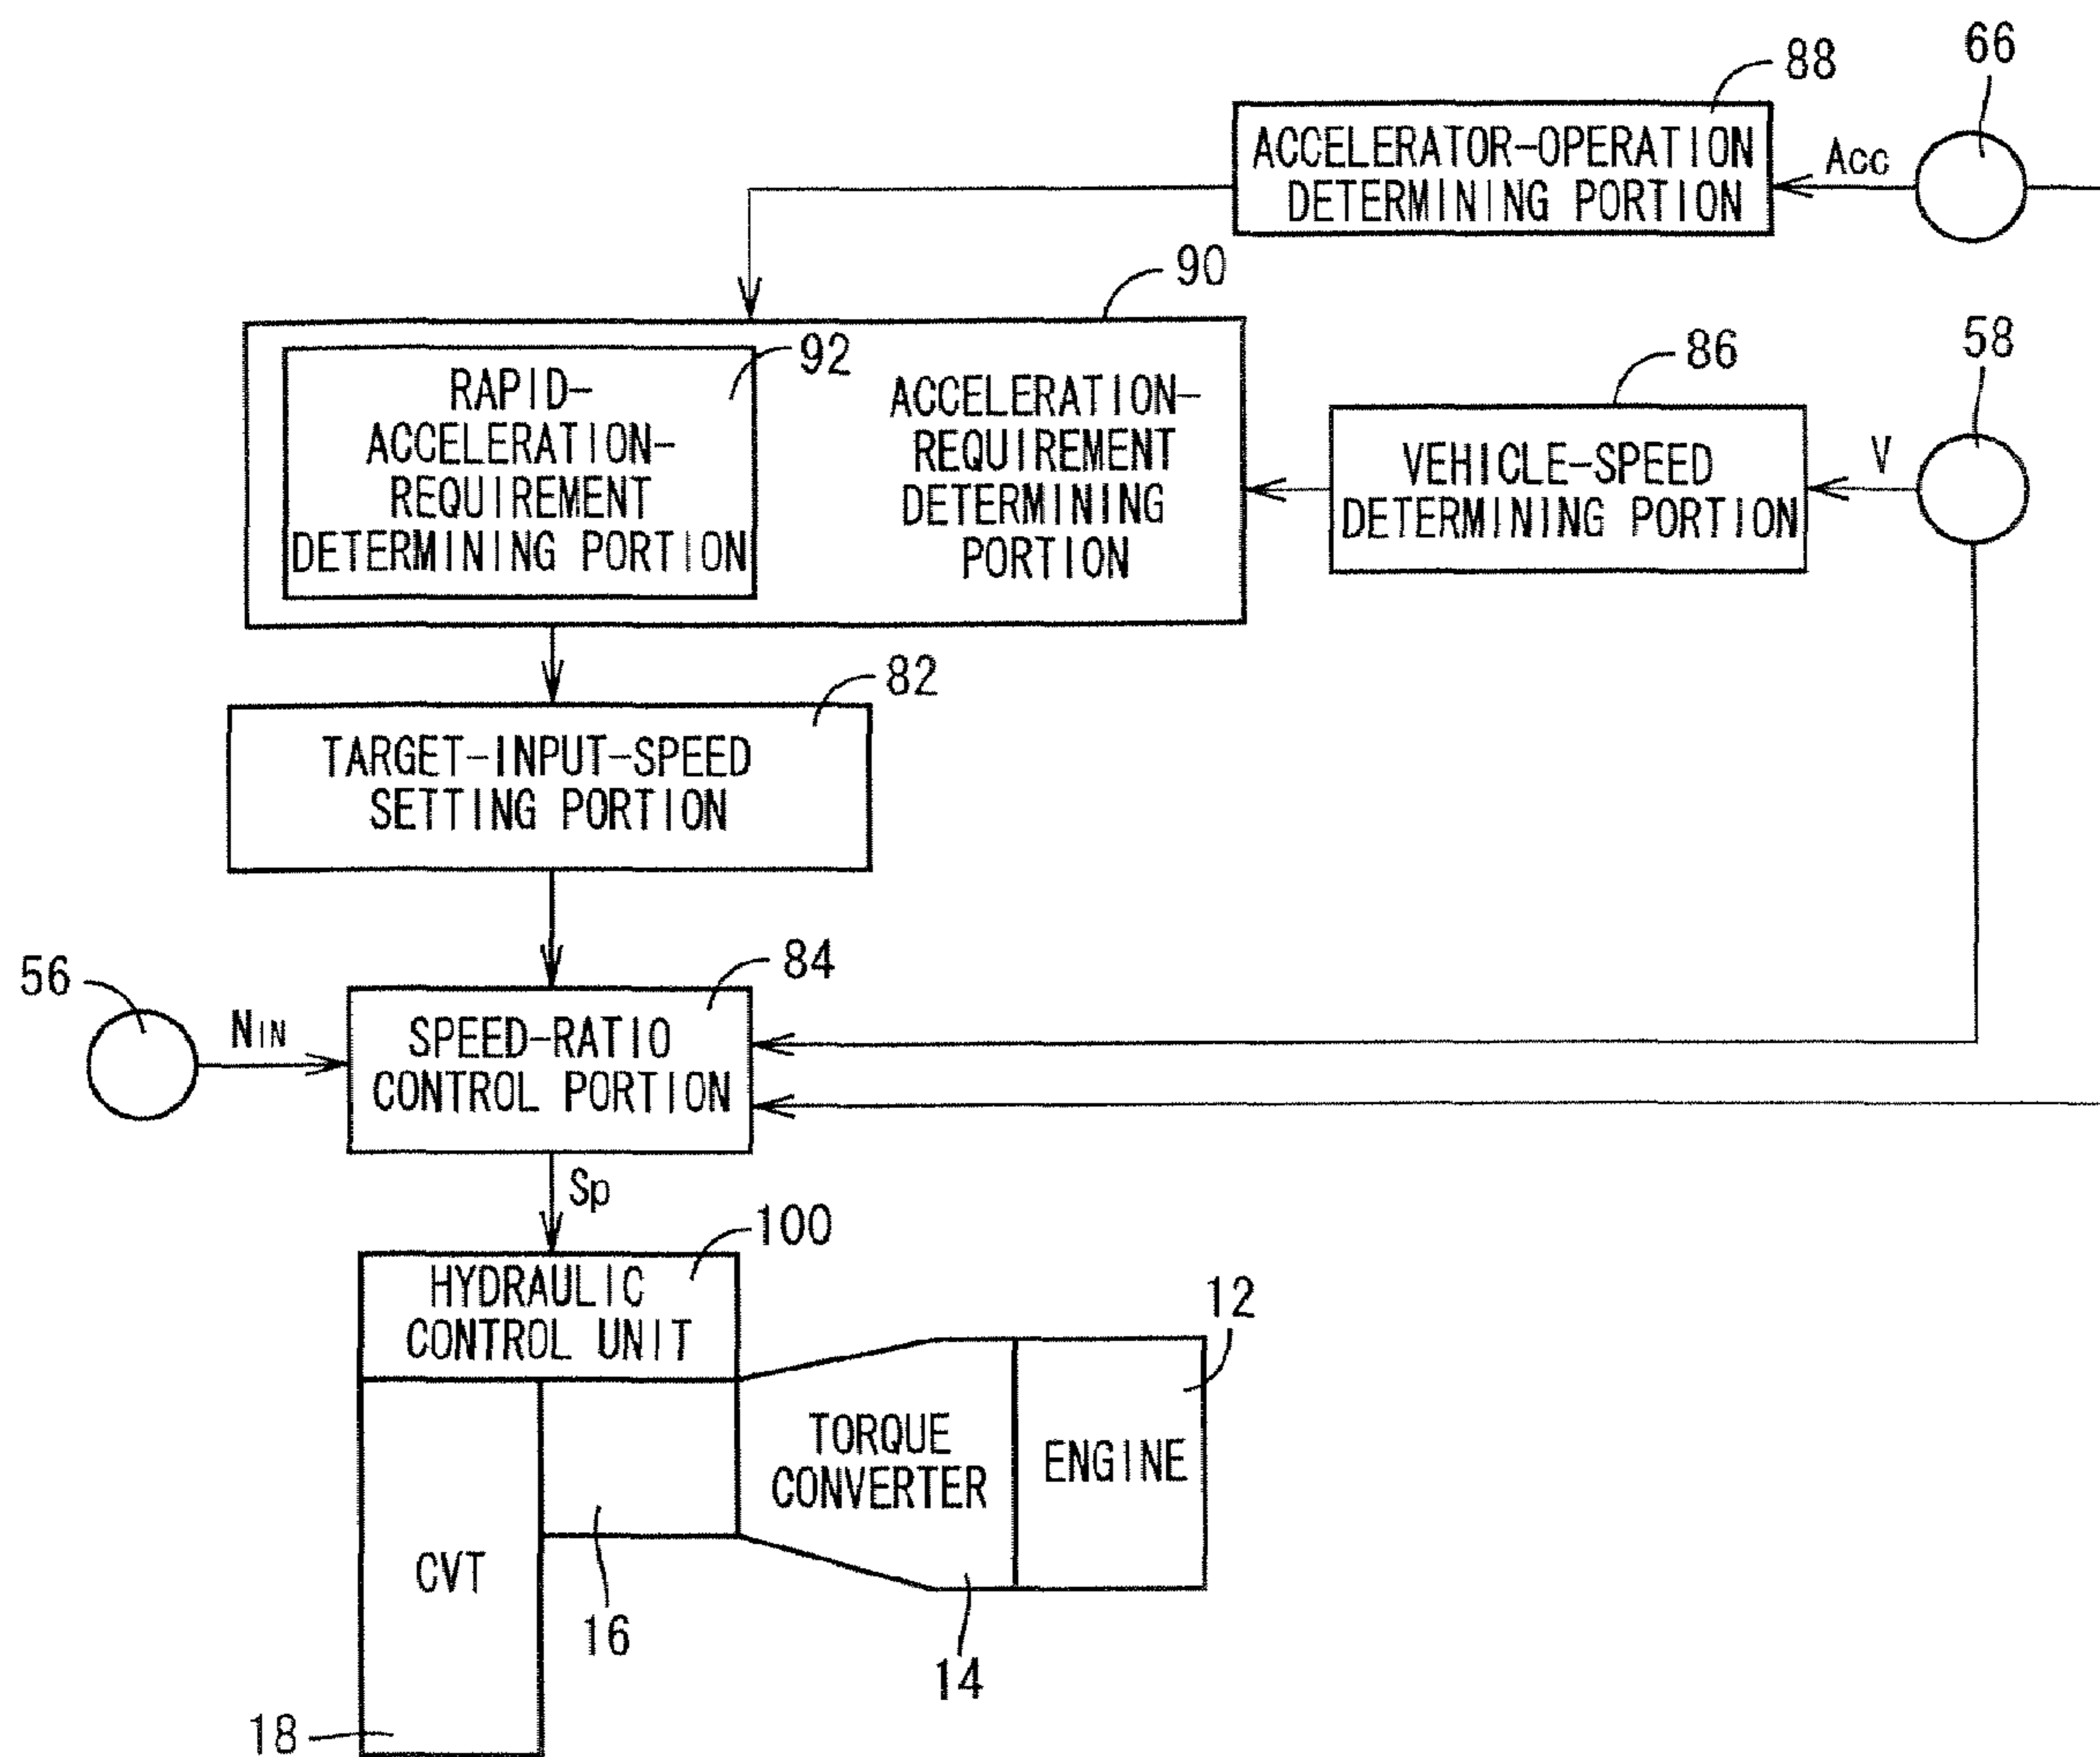 66
88
ACCELERATOR-OPERATION
DETERMINING PORTION
Acc
90
92
RAPID-
ACCELERATION-
REQUIREMENT
DETERMINING PORTION
ACCELERATION-
REQUIREMENT
DETERMINING
PORTION
86
VEHICLE-SPEED
DETERMINING PORTION
V
58
82
TARGET-INPUT-SPEED
SETTING PORTION
84
56
NIN
SPEED-RATIO
CONTROL PORTION
Sp
100
HYDRAULIC
CONTROL UNIT
12
TORQUE
CONVERTER
ENGINE
CVT
16
14
18